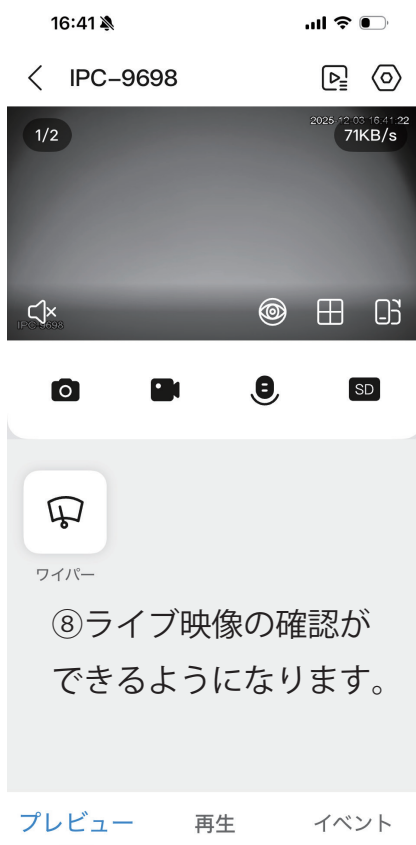 16:41
IPC-9698
1/2
2025-12-03 16:41:22
71KB/s
IPC-9698
SD
ワイパー
⑧ライブ映像の確認が
できるようになります。
プレビュー 再生 イベント